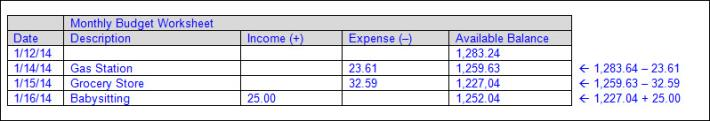 Monthly Budget Worksheet
Date Description Income (+) Expense (–) Available Balance
1/12/14 1,283.24
1/14/14 Gas Station 23.61 1,259.63 ← 1,283.64 – 23.61
1/15/14 Grocery Store 32.59 1,227,04 ← 1,259.63 – 32.59
1/16/14 Babysitting 25.00 1,252.04 ← 1,227.04 + 25.00